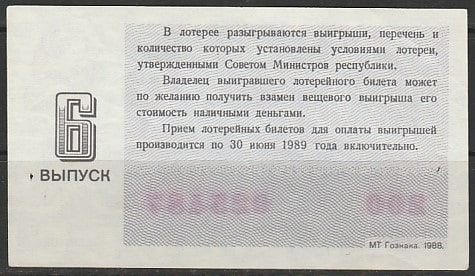 В лотерее разыгрываются выигрыши, перечень и
количество которых установлены условиями лотереи,
утвержденными Советом Министров республики.
Владелец выигравшего лотерейного билета может
по желанию получить взамен вещевого выигрыша его
стоимость наличными деньгами.
Прием лотерейных билетов для оплаты выигрышей
производится по 30 июня 1989 года включительно.
6
ВЫПУСК
МТ Гознака. 1988.